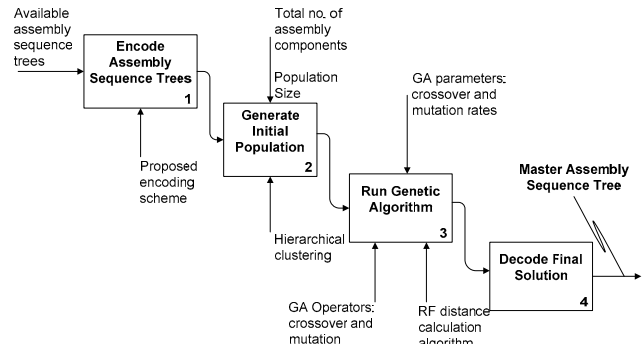 Available
assembly
sequence
trees
Encode
Assembly
Sequence Trees
1
Proposed
encoding
scheme
Total no. of
assembly
components
Population
Size
Generate
Initial
Population
2
Hierarchical
clustering
GA parameters:
crossover and
mutation rates
Run Genetic
Algorithm
3
GA Operators:
crossover and
mutation
RF distance
calculation
algorithm
Master Assembly
Sequence Tree
Decode Final
Solution
4